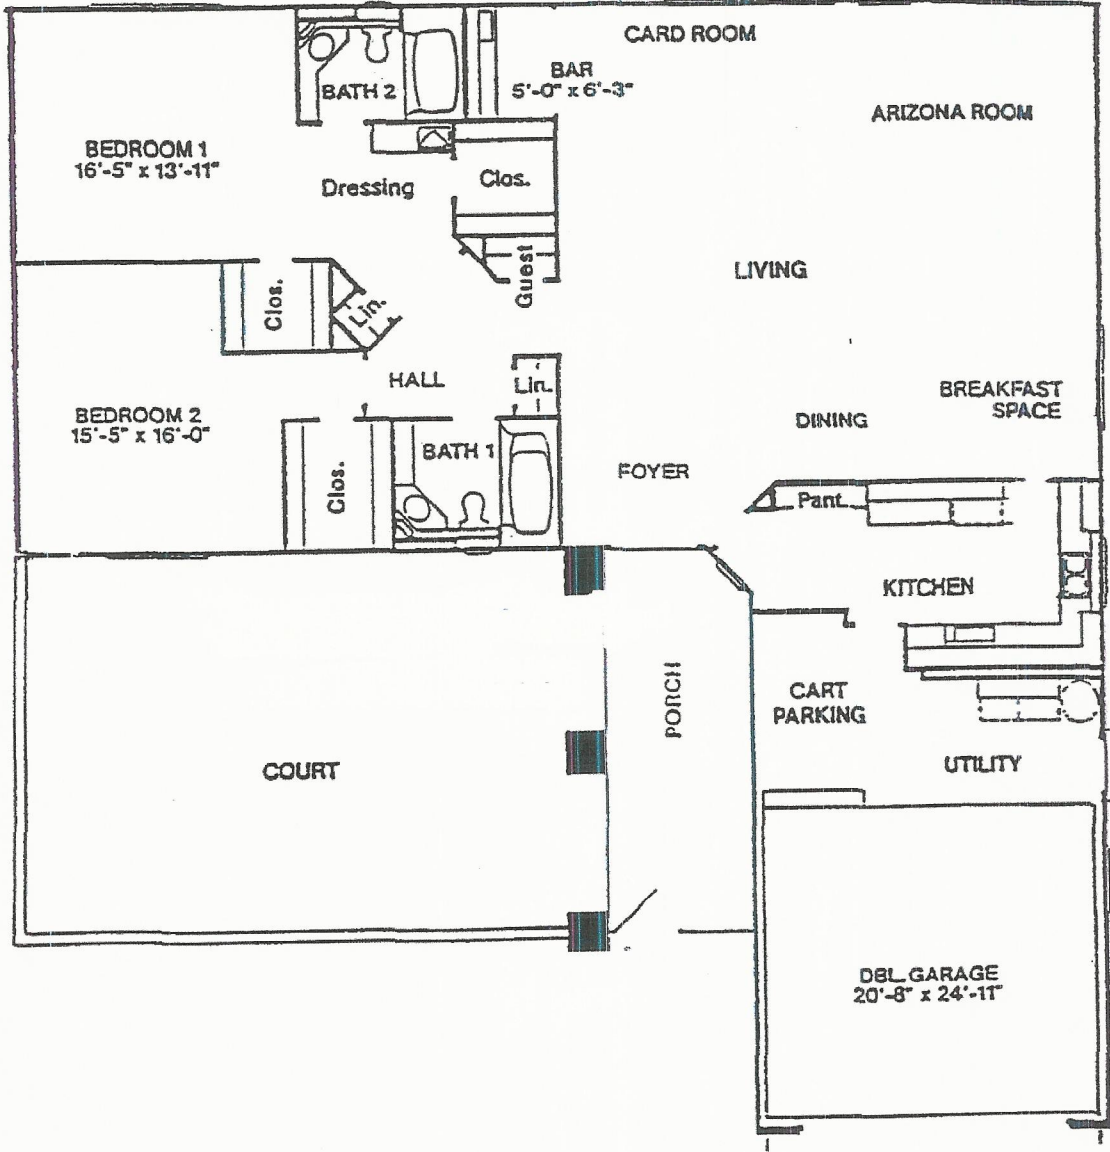 CARD ROOM
BAR
5'-0" x 6'-3"
BATH 2
ARIZONA ROOM
BEDROOM 1
16'-5" x 13'-11"
Dressing
Clos.
Guest
LIVING
Clos.
Lin.
HALL
Lin.
BREAKFAST
SPACE
BEDROOM 2
15'-5" x 16'-0"
DINING
BATH 1
FOYER
Clos.
Pant.
KITCHEN
PORCH
CART
PARKING
COURT
UTILITY
DBL. GARAGE
20'-8" x 24'-11"